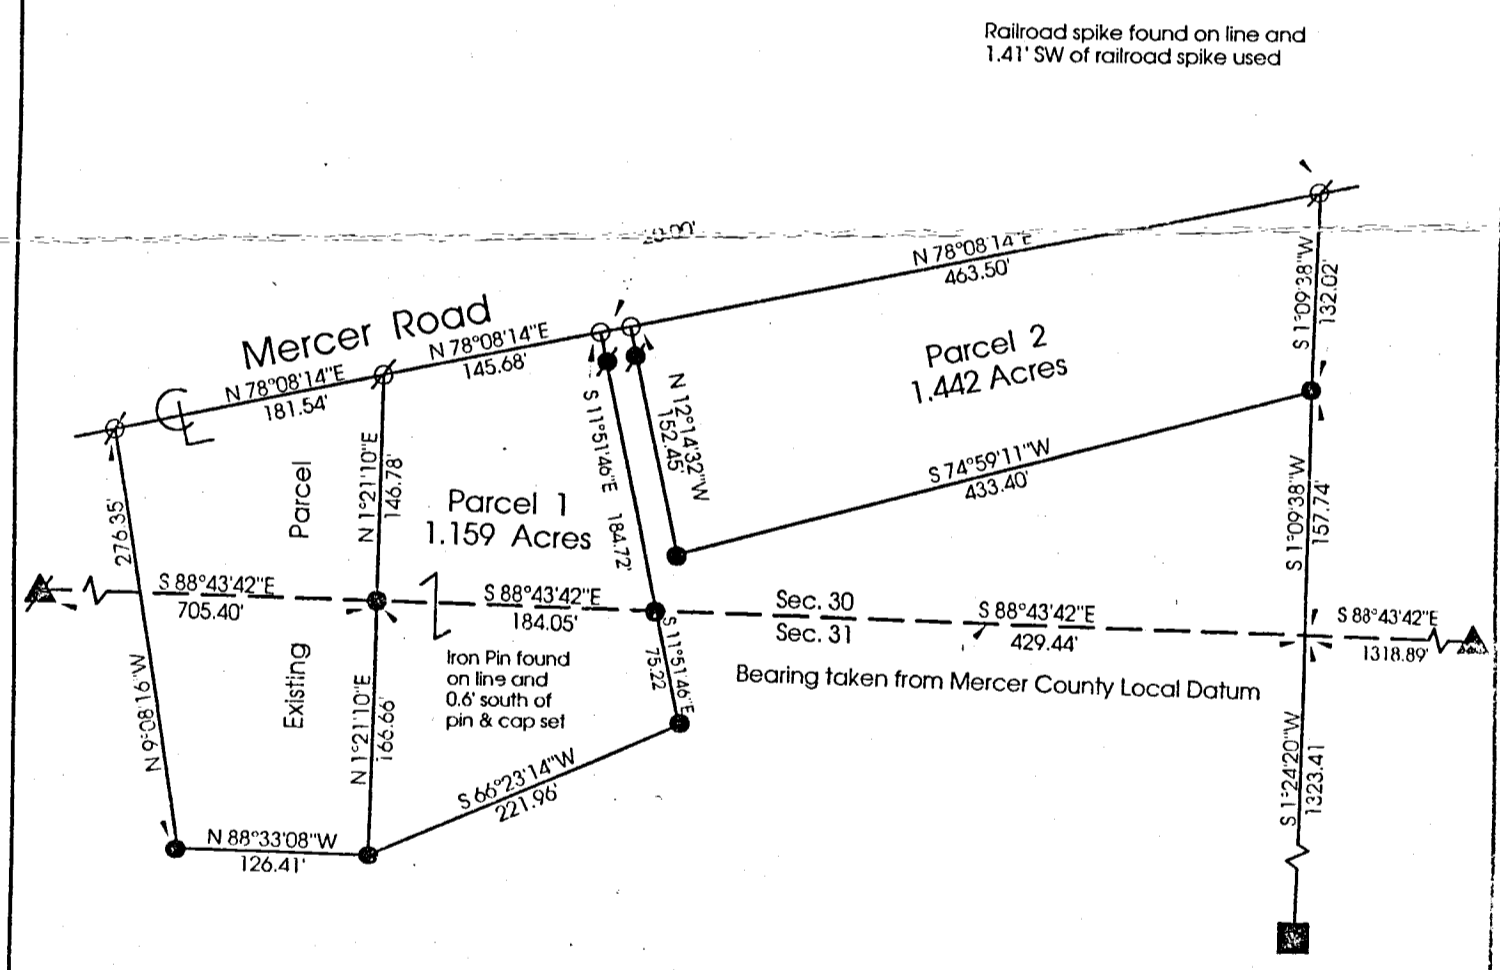 Railroad spike found on line and
1.41' SW of railroad spike used
20.00'
N 78°08'14"E
463.50'
S 1°09'38"W
132.02'
Mercer Road
N 78°08'14"E
145.68'
N 78°08'14"E
181.54'
℄
Parcel 2
1.442 Acres
S 11°51'46"E 184.72'
N 12°14'32"W
152.45'
S 74°59'11"W
433.40'
276.35'
N 9°08'16"W
Existing Parcel
N 1°21'10"E
146.78'
Parcel 1
1.159 Acres
S 1°09'38"W
157.74'
S 88°43'42"E
705.40'
S 88°43'42"E
184.05'
Sec. 30
Sec. 31
S 88°43'42"E
429.44'
S 88°43'42"E
1318.89'
Iron Pin found
on line and
0.6' south of
pin & cap set
S 11°51'46"E
75.22
Bearing taken from Mercer County Local Datum
N 1°21'10"E
166.66'
S 66°23'14"W
221.96'
N 88°33'08"W
126.41'
S 1°24'20"W
1323.41